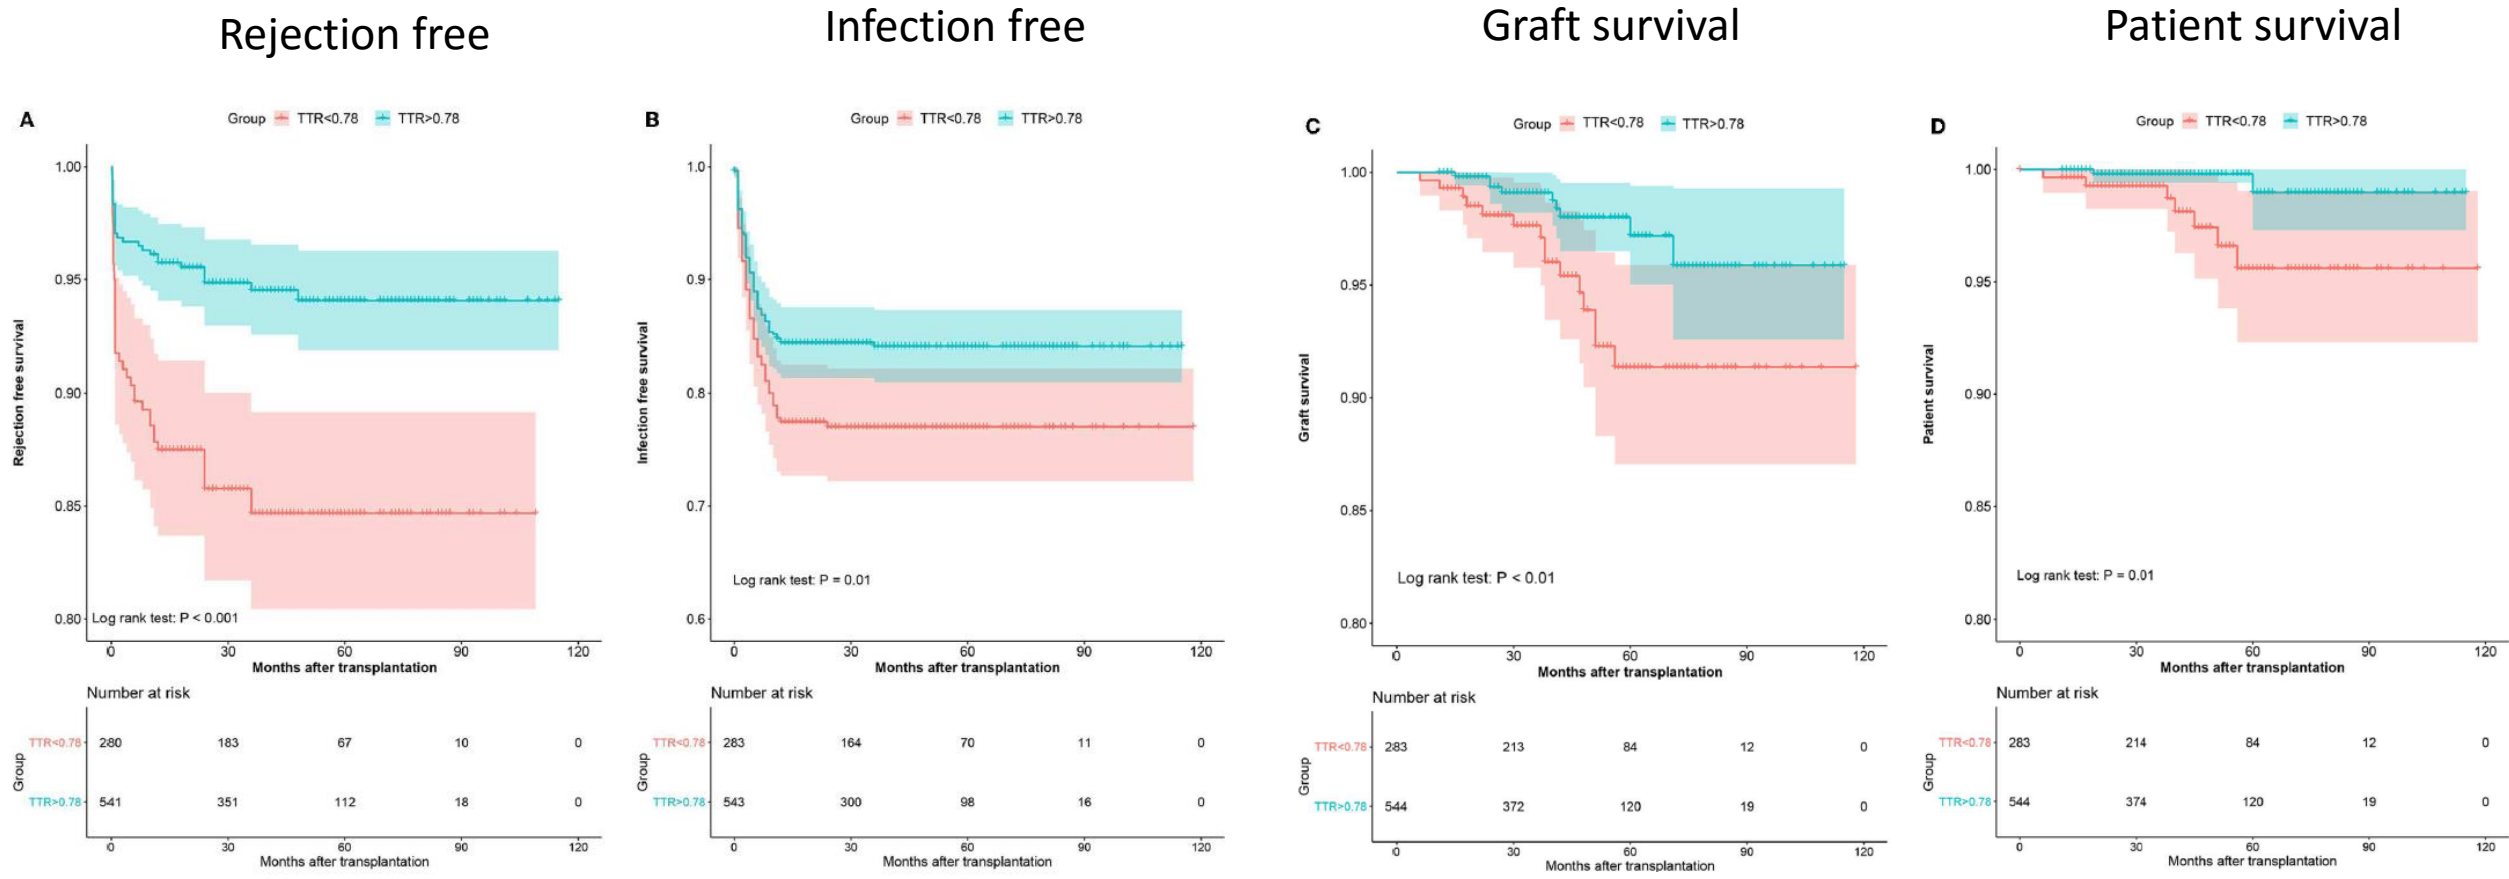 Rejection free
Infection free
Graft survival
Patient survival
A
Group TTR<0.78 TTR>0.78
1.00
0.95
0.90
0.85
0.80
Rejection free survival
Log rank test: P < 0.001
0 30 60 90 120
Months after transplantation
Number at risk
Group
TTR<0.78 280 183 67 10 0
TTR>0.78 541 351 112 18 0
0 30 60 90 120
Months after transplantation
B
Group TTR<0.78 TTR>0.78
1.0
0.9
0.8
0.7
0.6
Infection free survival
Log rank test: P = 0.01
0 30 60 90 120
Months after transplantation
Number at risk
Group
TTR<0.78 283 164 70 11 0
TTR>0.78 543 300 98 16 0
0 30 60 90 120
Months after transplantation
C
Group TTR<0.78 TTR>0.78
1.00
0.95
0.90
0.85
0.80
Graft survival
Log rank test: P < 0.01
0 30 60 90 120
Months after transplantation
Number at risk
Group
TTR<0.78 283 213 84 12 0
TTR>0.78 544 372 120 19 0
0 30 60 90 120
Months after transplantation
D
Group TTR<0.78 TTR>0.78
1.00
0.95
0.90
0.85
0.80
Patient survival
Log rank test: P = 0.01
0 30 60 90 120
Months after transplantation
Number at risk
Group
TTR<0.78 283 214 84 12 0
TTR>0.78 544 374 120 19 0
0 30 60 90 120
Months after transplantation